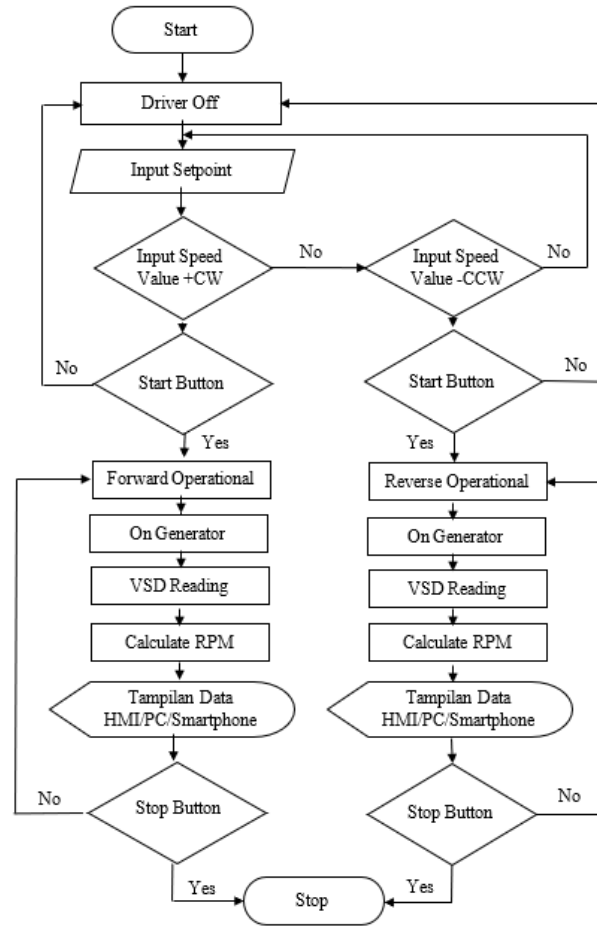 Start
Driver Off
Input Setpoint
Input Speed
Value +CW
No
Input Speed
Value -CCW
No
No
Start Button
Yes
Start Button
No
Yes
Forward Operational
On Generator
VSD Reading
Calculate RPM
Tampilan Data
HMI/PC/Smartphone
No
Stop Button
Yes
Reverse Operational
On Generator
VSD Reading
Calculate RPM
Tampilan Data
HMI/PC/Smartphone
Stop Button
No
Yes
Stop